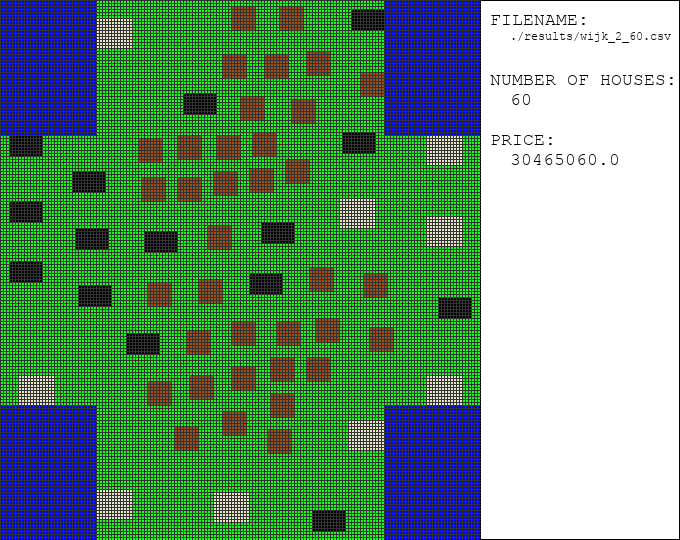 FILENAME:
./results/wijk_2_60.csv
NUMBER OF HOUSES:
60
PRICE:
30465060.0